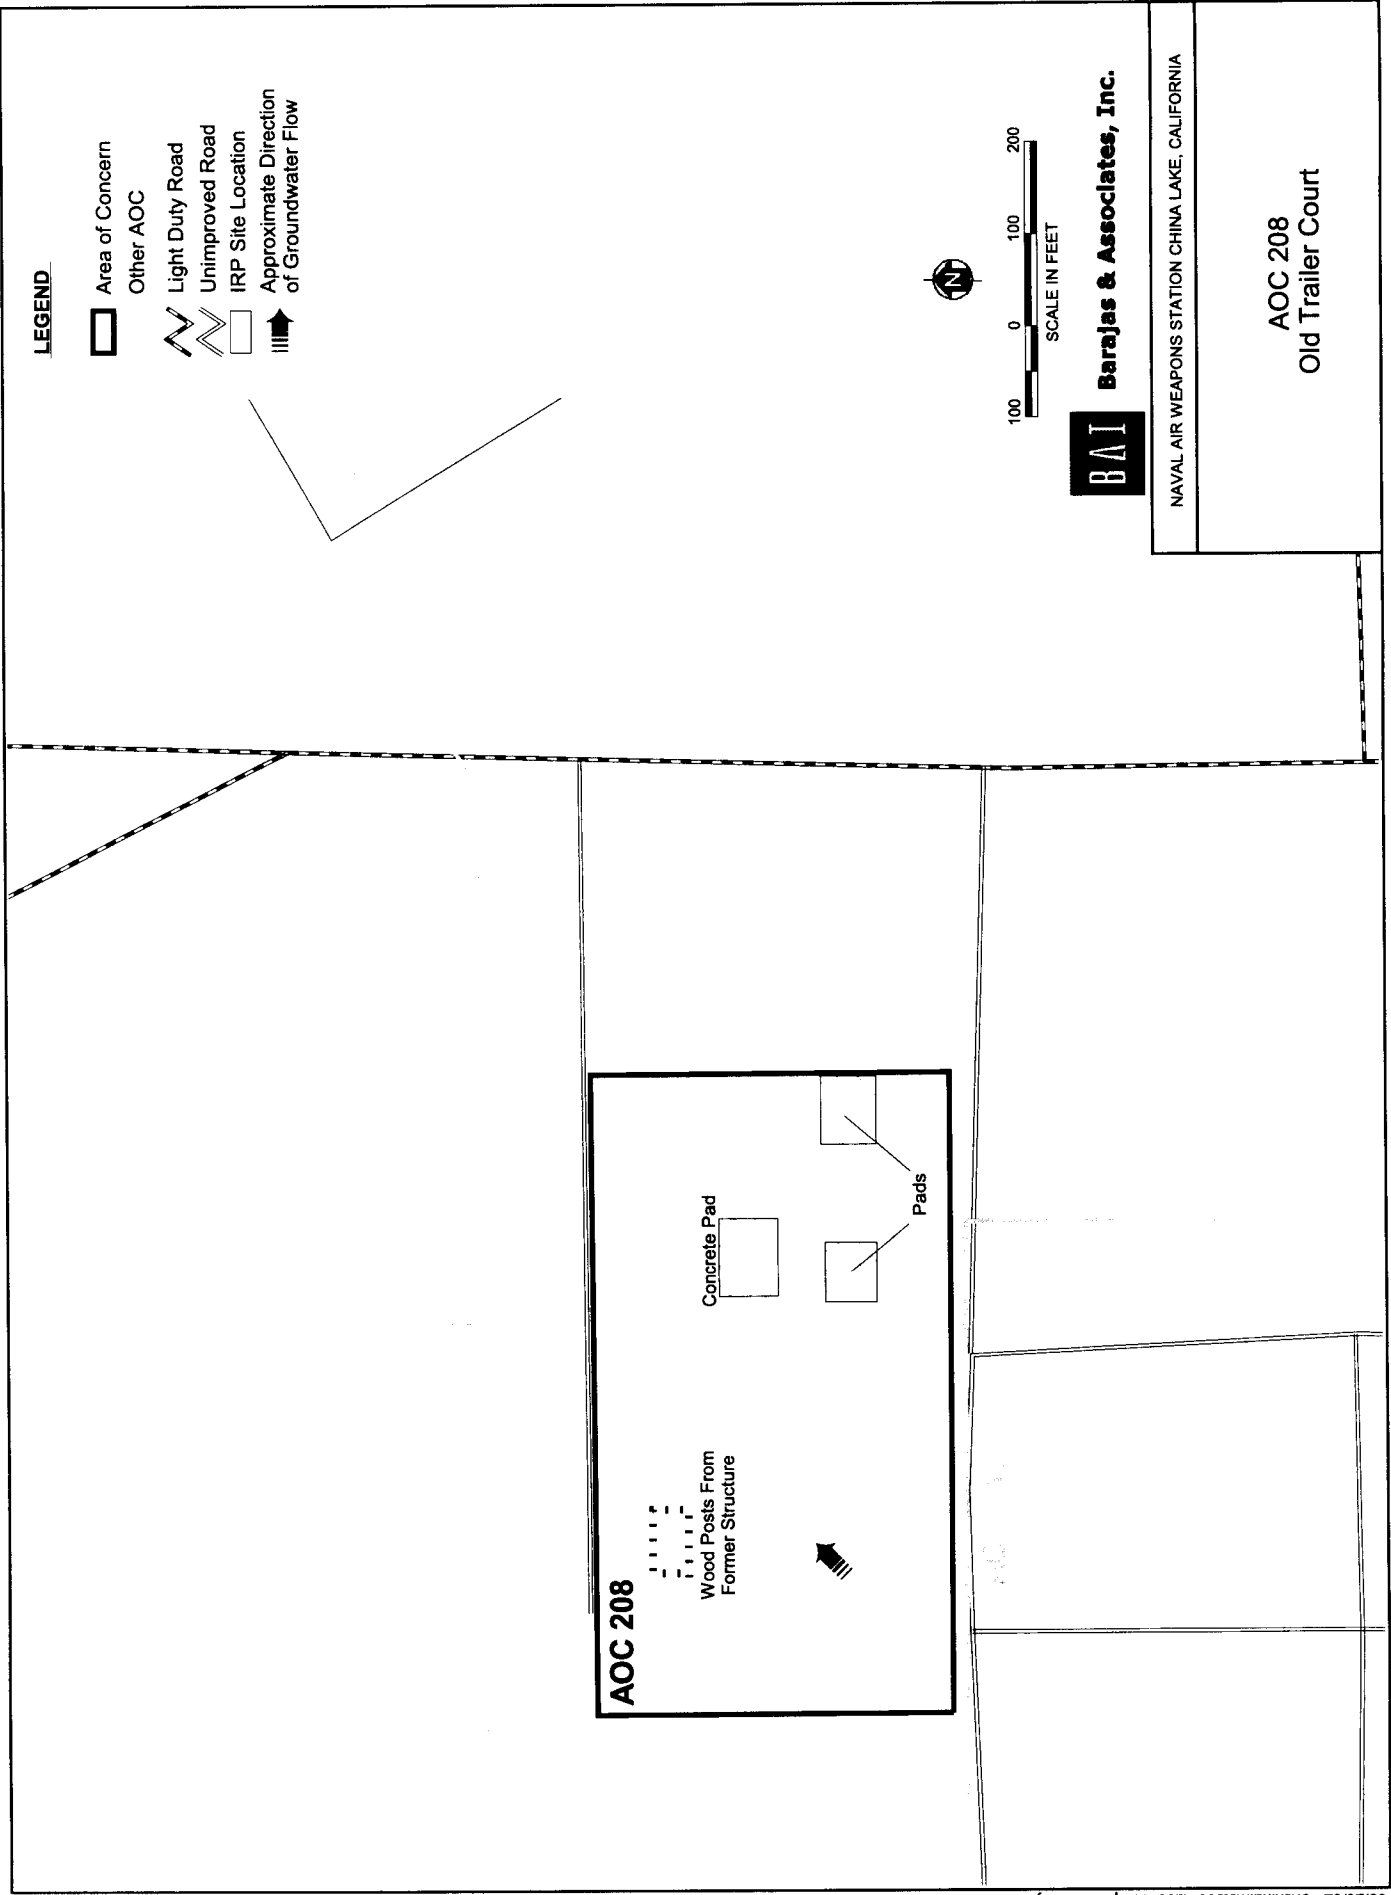 LEGEND
Area of Concern
Other AOC
Light Duty Road
Unimproved Road
IRP Site Location
Approximate Direction
of Groundwater Flow
AOC 208
Wood Posts From
Former Structure
Concrete Pad
Pads
N
100 0 100 200
SCALE IN FEET
BAI
Barajas & Associates, Inc.
NAVAL AIR WEAPONS STATION CHINA LAKE, CALIFORNIA
AOC 208
Old Trailer Court